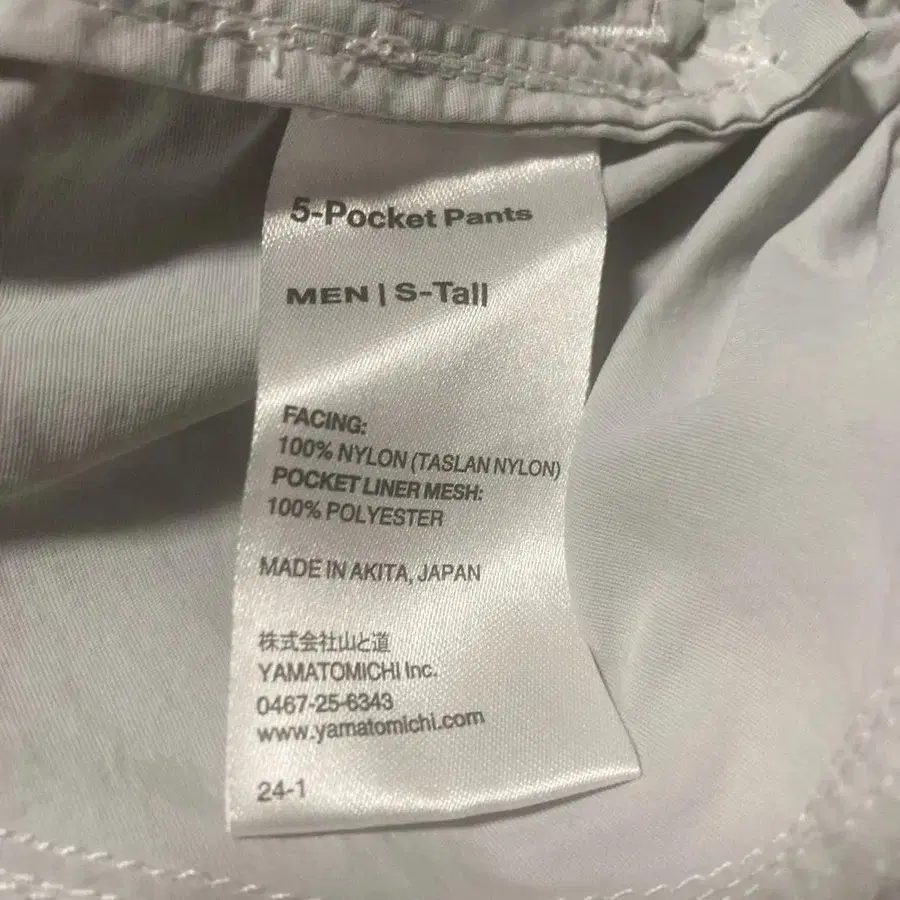 5-Pocket Pants
MEN | S-Tall
FACING:
100% NYLON (TASLAN NYLON)
POCKET LINER MESH:
100% POLYESTER
MADE IN AKITA, JAPAN
株式会社山と道
YAMATOMICHI Inc.
0467-25-6343
www.yamatomichi.com
24-1